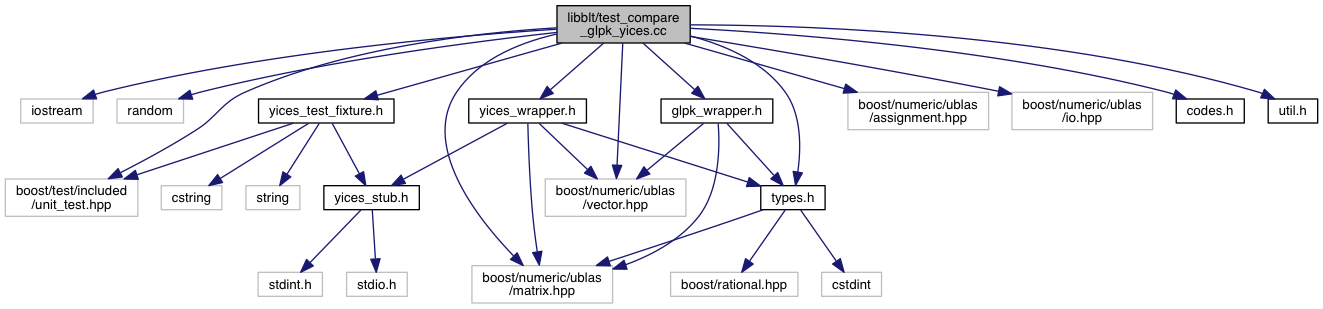 libblt/test_compare
_glpk_yices.cc
iostream
random
yices_test_fixture.h
yices_wrapper.h
glpk_wrapper.h
boost/numeric/ublas
/assignment.hpp
boost/numeric/ublas
/io.hpp
codes.h
util.h
boost/test/included
/unit_test.hpp
cstring
string
yices_stub.h
boost/numeric/ublas
/vector.hpp
types.h
stdint.h
stdio.h
boost/numeric/ublas
/matrix.hpp
boost/rational.hpp
cstdint